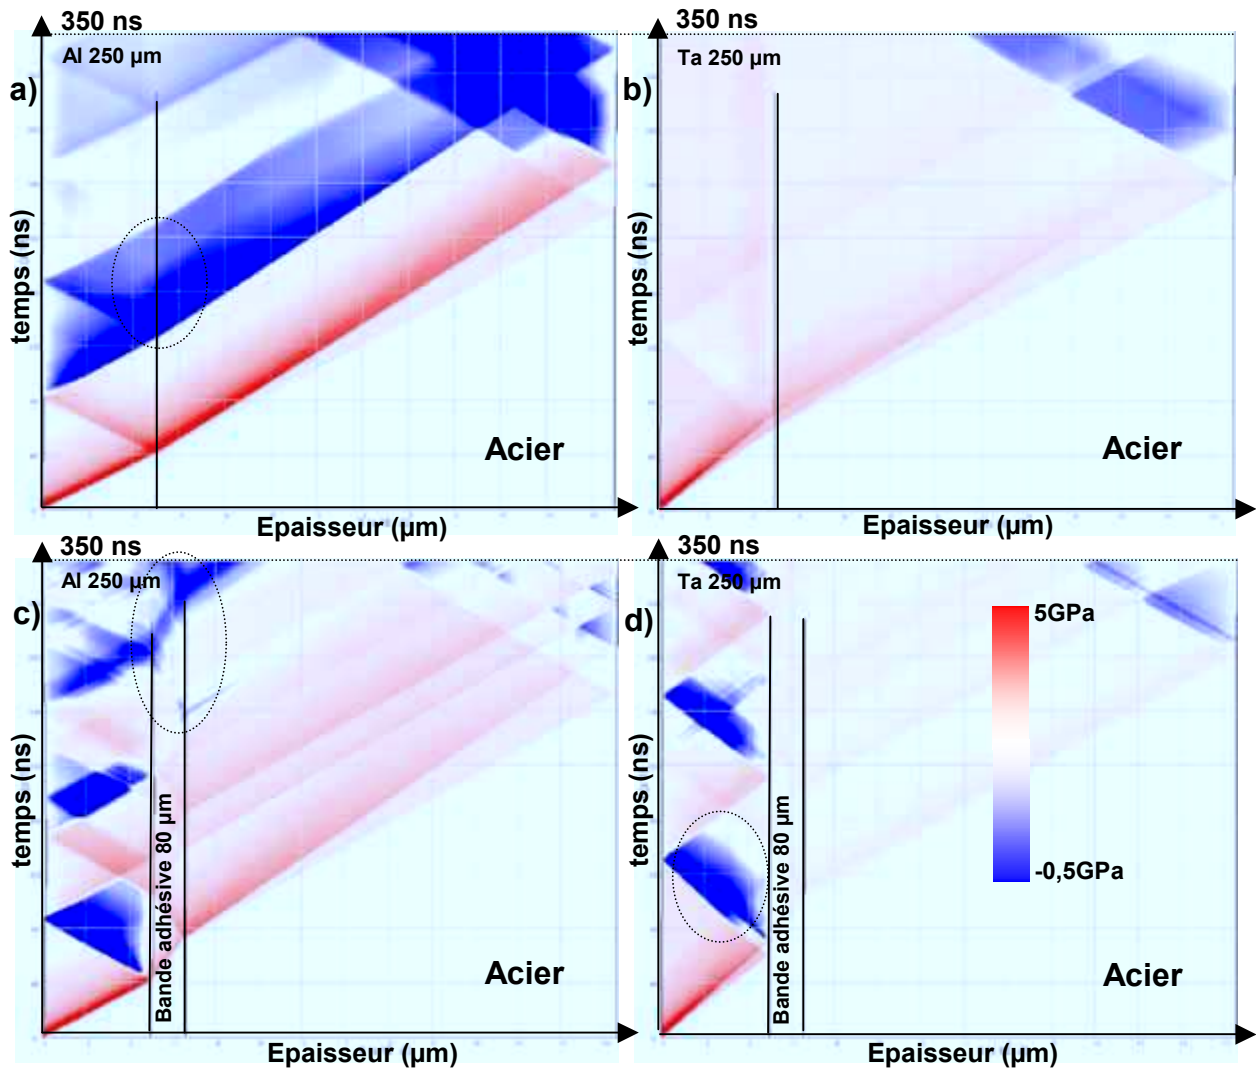 350 ns
Al 250 µm
a)
temps (ns)
Acier
Epaisseur (µm)
350 ns
Ta 250 µm
b)
temps (ns)
Acier
Epaisseur (µm)
350 ns
Al 250 µm
c)
temps (ns)
Bande adhésive 80 µm
Acier
Epaisseur (µm)
350 ns
Ta 250 µm
d)
temps (ns)
Bande adhésive 80 µm
5GPa
-0,5GPa
Acier
Epaisseur (µm)